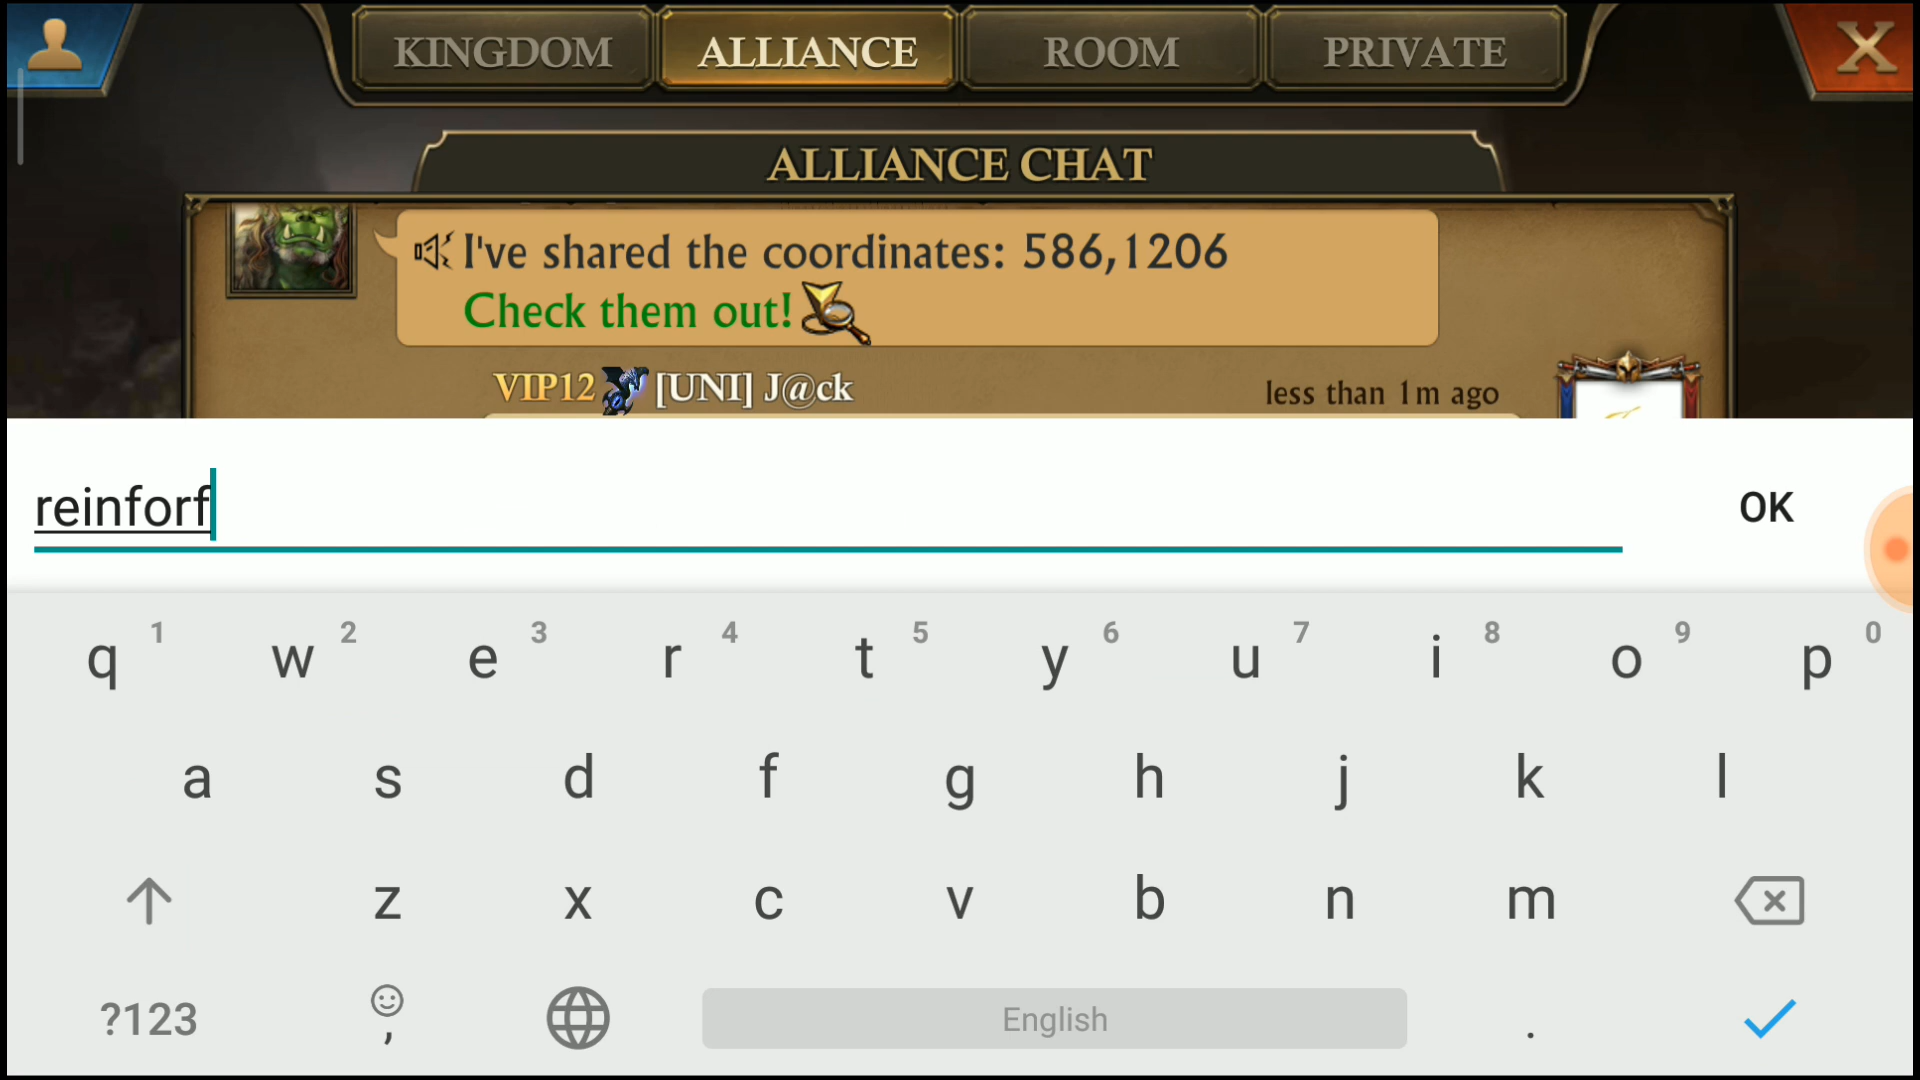 KINGDOM ALLIANCE ROOM PRIVATE
ALLIANCE CHAT
I've shared the coordinates: 586,1206
Check them out!
VIP12 [UNI] J@ck less than 1m ago
reinforf OK
q 1 w 2 e 3 r 4 t 5 y 6 u 7 i 8 o 9 p 0
a s d f g h j k l
z x c v b n m
?123 , English .